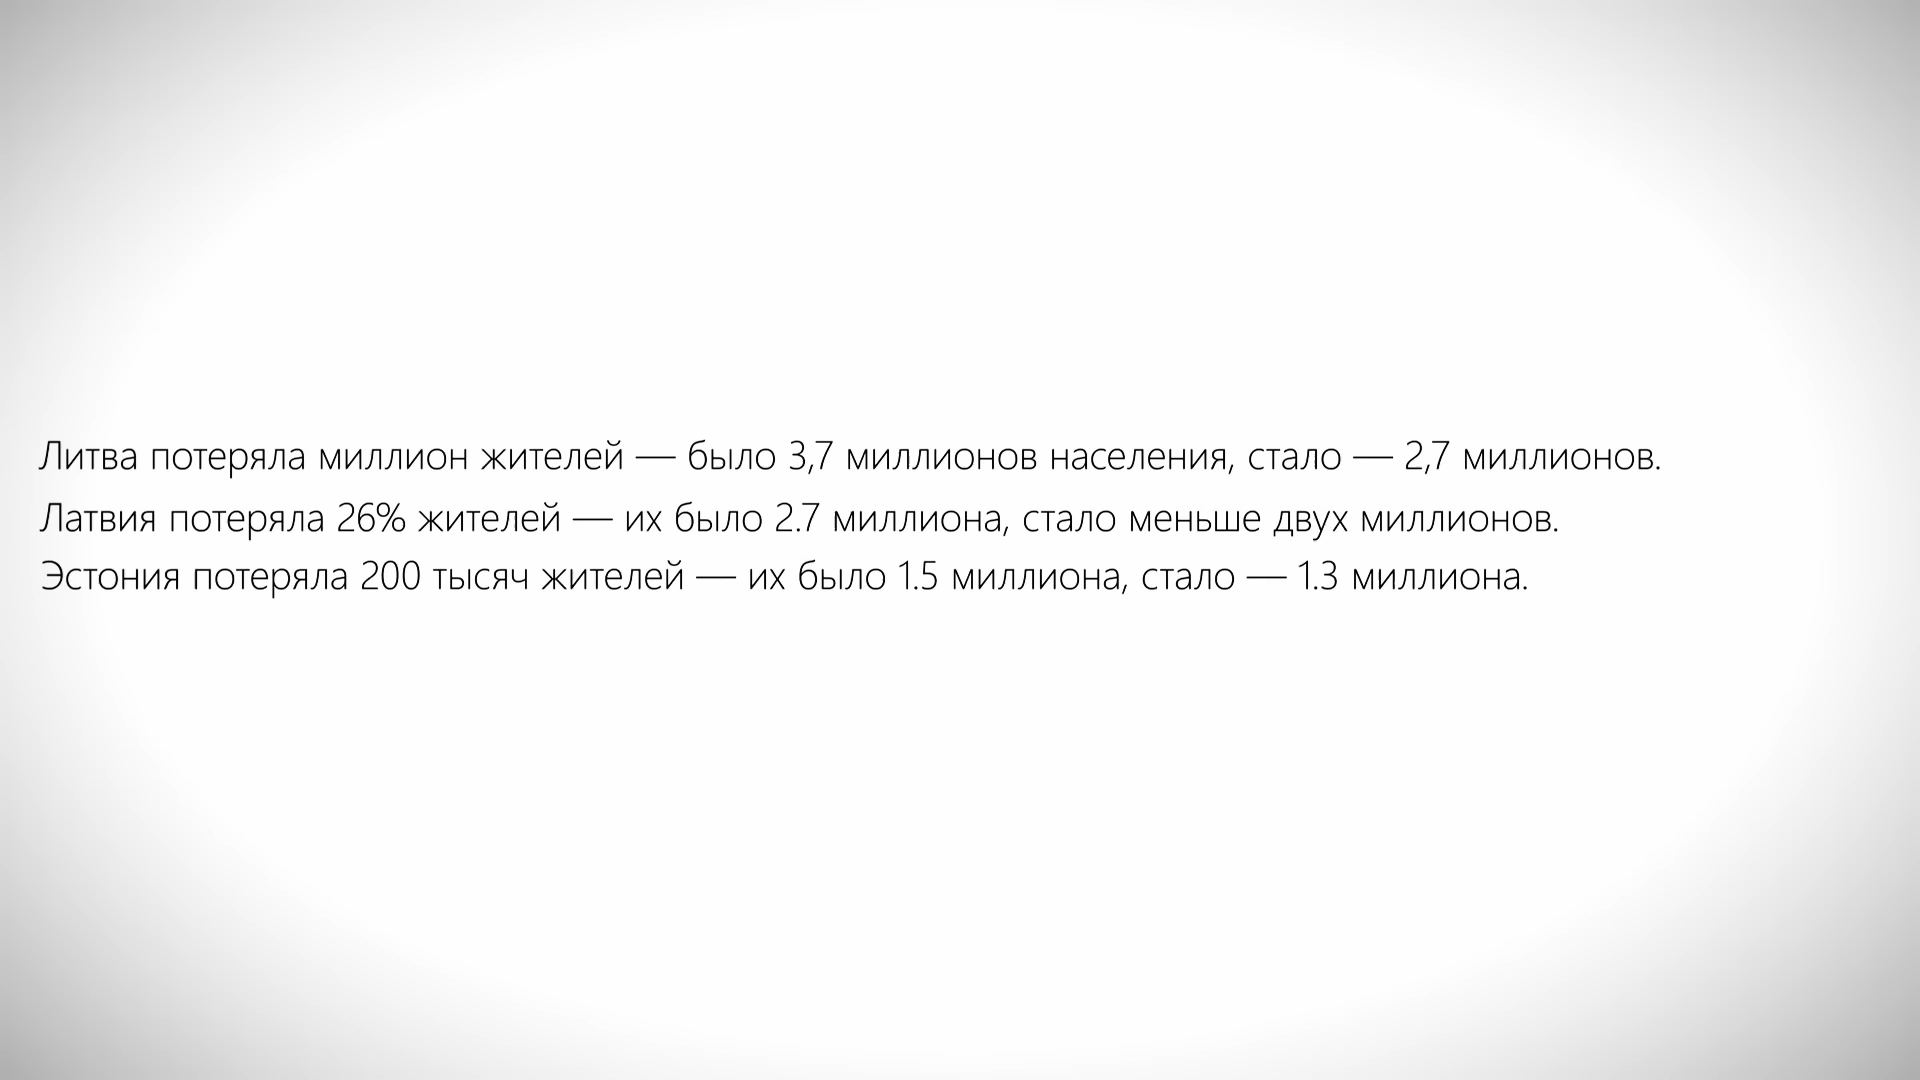 Литва потеряла миллион жителей — было 3,7 миллионов населения, стало — 2,7 миллионов.
Латвия потеряла 26% жителей — их было 2.7 миллиона, стало меньше двух миллионов.
Эстония потеряла 200 тысяч жителей — их было 1.5 миллиона, стало — 1.3 миллиона.